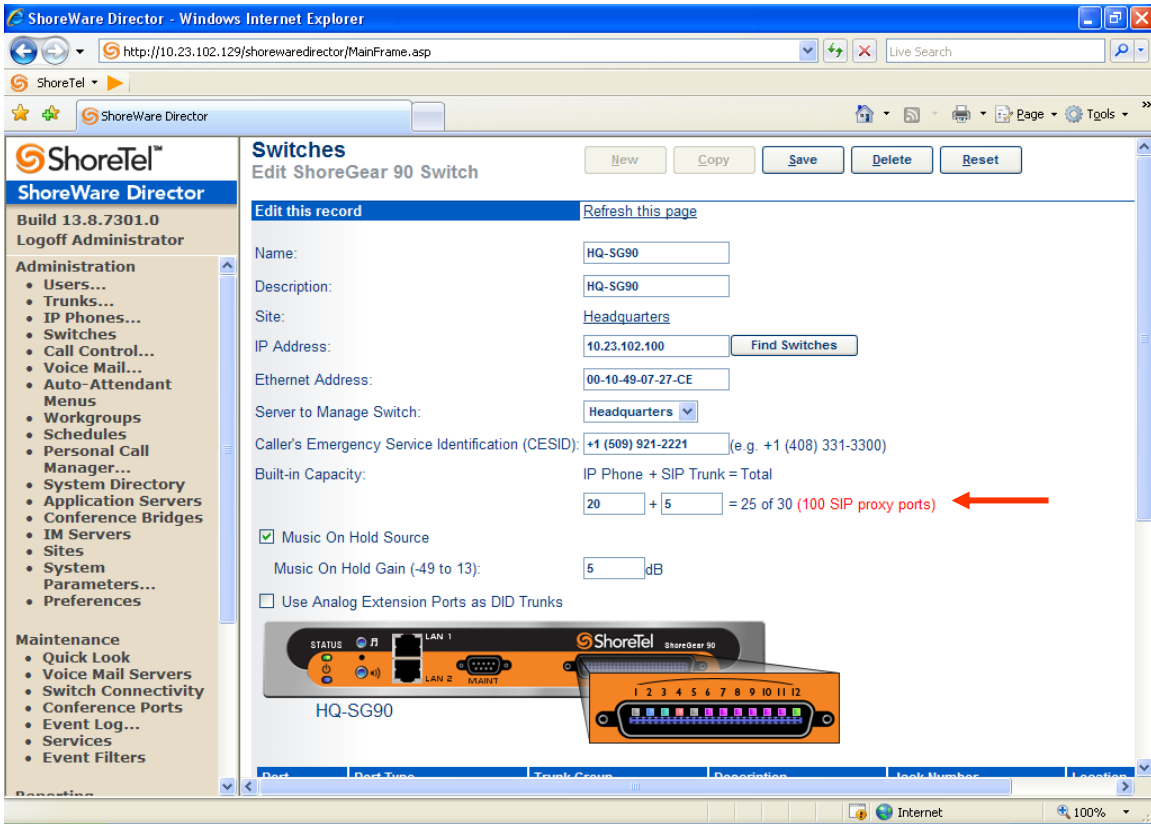 ShoreWare Director - Windows Internet Explorer
http://10.23.102.129/shorewaredirector/MainFrame.asp
Live Search
ShoreTel
ShoreWare Director
Page
Tools
ShoreTel™
ShoreWare Director
Build 13.8.7301.0
Logoff Administrator
Administration
• Users...
• Trunks...
• IP Phones...
• Switches
• Call Control...
• Voice Mail...
• Auto-Attendant
Menus
• Workgroups
• Schedules
• Personal Call
Manager...
• System Directory
• Application Servers
• Conference Bridges
• IM Servers
• Sites
• System
Parameters...
• Preferences
Maintenance
• Quick Look
• Voice Mail Servers
• Switch Connectivity
• Conference Ports
• Event Log...
• Services
• Event Filters
Reporting
Switches
Edit ShoreGear 90 Switch
New Copy Save Delete Reset
Edit this record Refresh this page
Name: HQ-SG90
Description: HQ-SG90
Site: Headquarters
IP Address: 10.23.102.100 Find Switches
Ethernet Address: 00-10-49-07-27-CE
Server to Manage Switch: Headquarters
Caller's Emergency Service Identification (CESID): +1 (509) 921-2221 (e.g. +1 (408) 331-3300)
Built-in Capacity: IP Phone + SIP Trunk = Total
20 + 5 = 25 of 30 (100 SIP proxy ports)
Music On Hold Source
Music On Hold Gain (-49 to 13): 5 dB
Use Analog Extension Ports as DID Trunks
STATUS LAN 1 ShoreTel ShoreGear 90
LAN 2 MAINT
1 2 3 4 5 6 7 8 9 10 11 12
HQ-SG90
Port Port Type Trunk Group Description Jack Number Location
Internet 100%